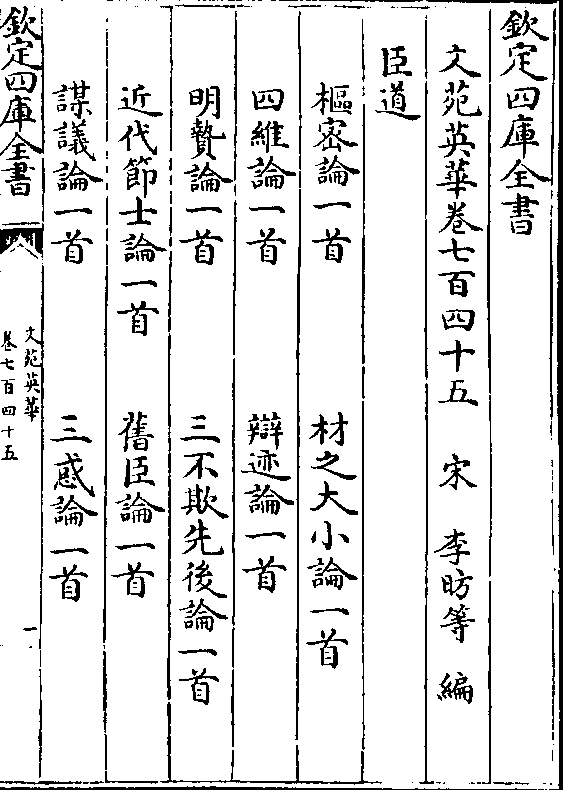 欽定四庫全書
文苑英華卷七百四十五 宋 李昉等 編
臣道
樞密論一首 材之大小論一首
四維論一首 辯迹論一首
明贄論一首 三不欺先後論一首
近代節士論一首 舊臣論一首
謀議論一首 三惑論一首
欽定四庫全書
文苑英華
卷七百四十五
一